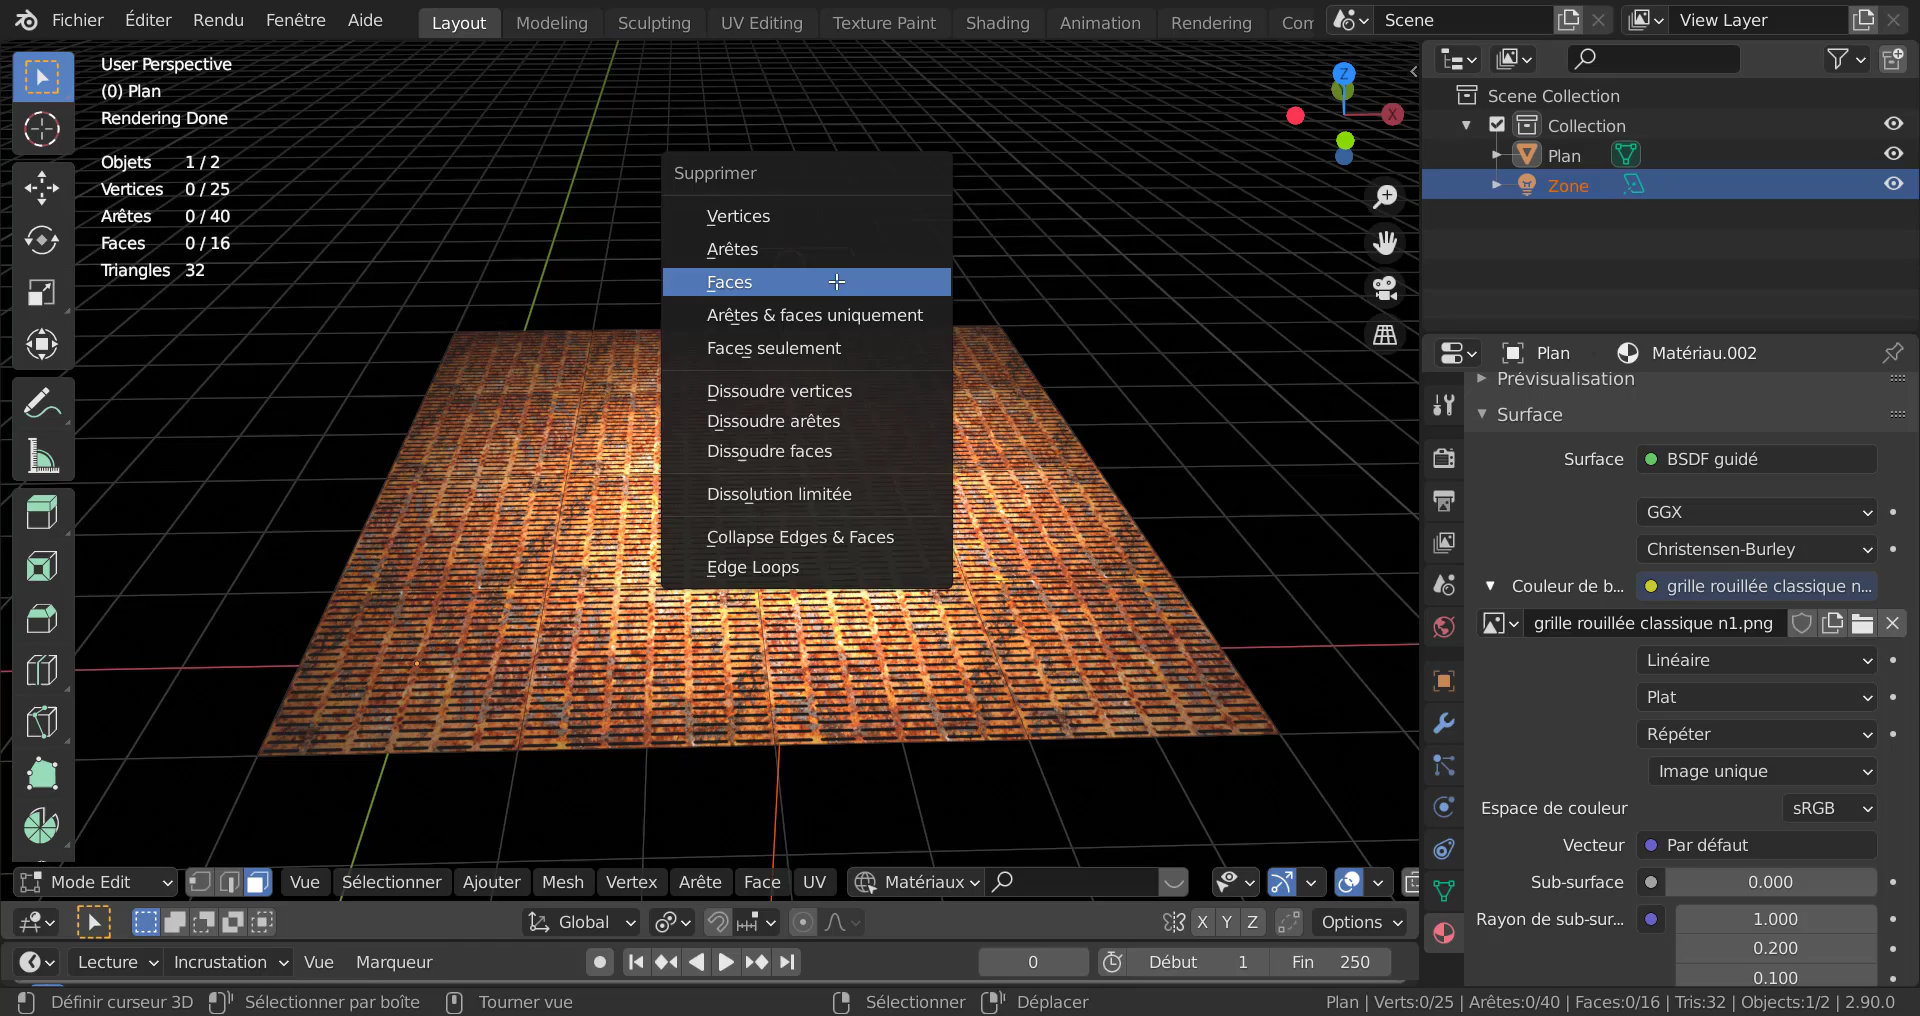 Fichier Éditer Rendu Fenêtre Aide Layout Modeling Sculpting UV Editing Texture Paint Shading Animation Rendering Com Scene View Layer
User Perspective
(0) Plan
Rendering Done
Objets 1 / 2
Vertices 0 / 25
Arêtes 0 / 40
Faces 0 / 16
Triangles 32
Z
X
Supprimer
Vertices
Arêtes
Faces
Arêtes & faces uniquement
Faces seulement
Dissoudre vertices
Dissoudre arêtes
Dissoudre faces
Dissolution limitée
Collapse Edges & Faces
Edge Loops
Scene Collection
Collection
Plan
Zone
Plan Matériau.002
Prévisualisation
Surface
Surface BSDF guidé
GGX
Christensen-Burley
Couleur de b... grille rouillée classique n...
grille rouillée classique n1.png
Linéaire
Plat
Répéter
Image unique
Espace de couleur sRGB
Vecteur Par défaut
Sub-surface 0.000
Rayon de sub-sur... 1.000
0.200
0.100
Mode Edit Vue Sélectionner Ajouter Mesh Vertex Arête Face UV Matériaux
Global X Y Z Options
Lecture Incrustation Vue Marqueur 0 Début 1 Fin 250
Définir curseur 3D Sélectionner par boîte Tourner vue Sélectionner Déplacer Plan | Verts:0/25 | Arêtes:0/40 | Faces:0/16 | Tris:32 | Objects:1/2 | 2.90.0